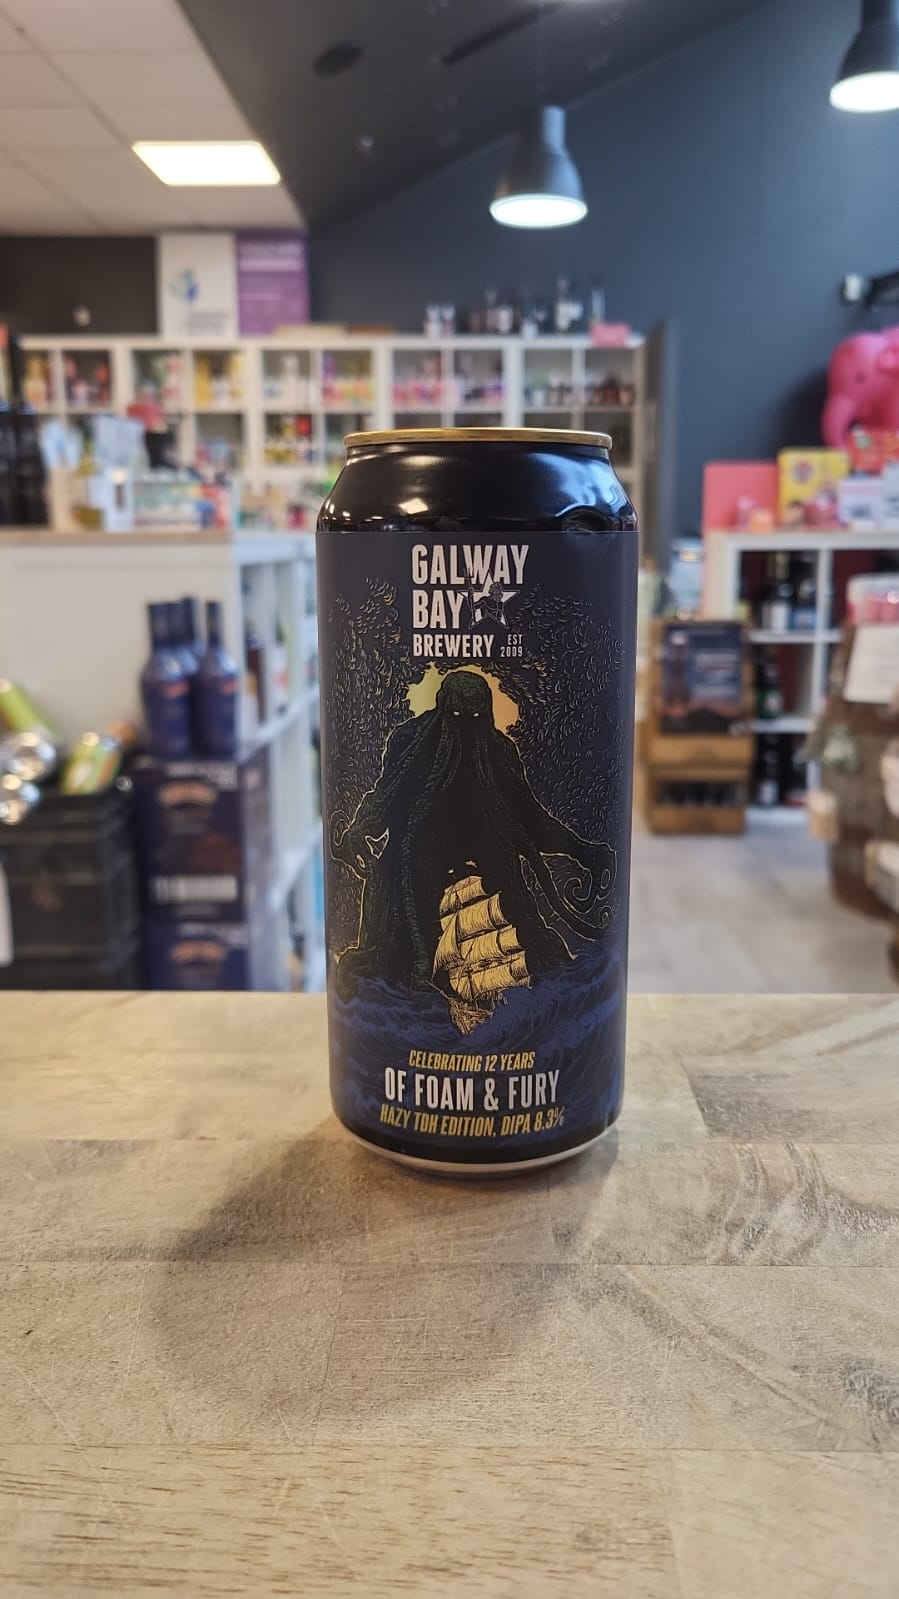 GALWAY
BAY
BREWERY EST
2009
CELEBRATING 12 YEARS
OF FOAM & FURY
HAZY TDH EDITION, DIPA 8.3%